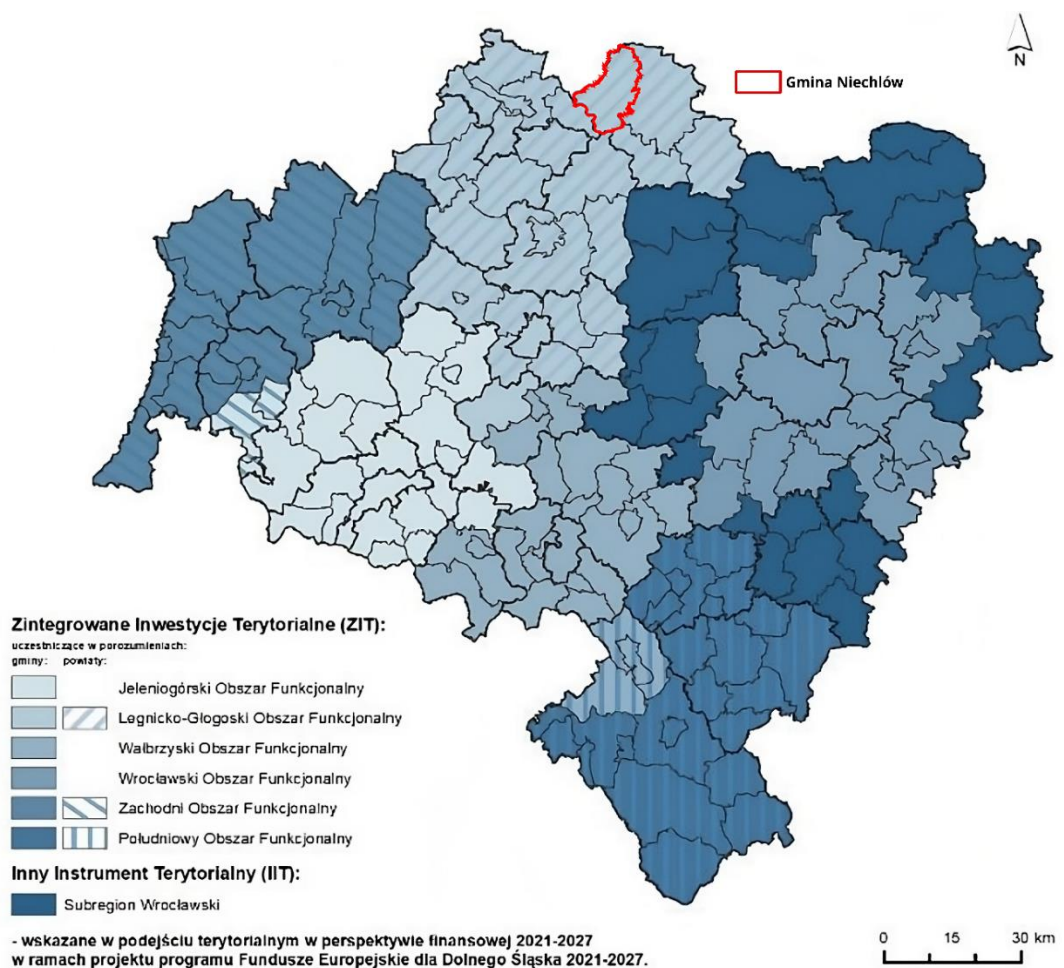 N
Gmina Niechlów
Zintegrowane Inwestycje Terytorialne (ZIT):
uczestniczące w porozumieniach:
gminy: powiaty:
Jeleniogórski Obszar Funkcjonalny
Legnicko-Głogoski Obszar Funkcjonalny
Wałbrzyski Obszar Funkcjonalny
Wrocławski Obszar Funkcjonalny
Zachodni Obszar Funkcjonalny
Południowy Obszar Funkcjonalny
Inny Instrument Terytorialny (IIT):
Subregion Wrocławski
- wskazane w podejściu terytorialnym w perspektywie finansowej 2021-2027
w ramach projektu programu Fundusze Europejskie dla Dolnego Śląska 2021-2027.
0 15 30 km